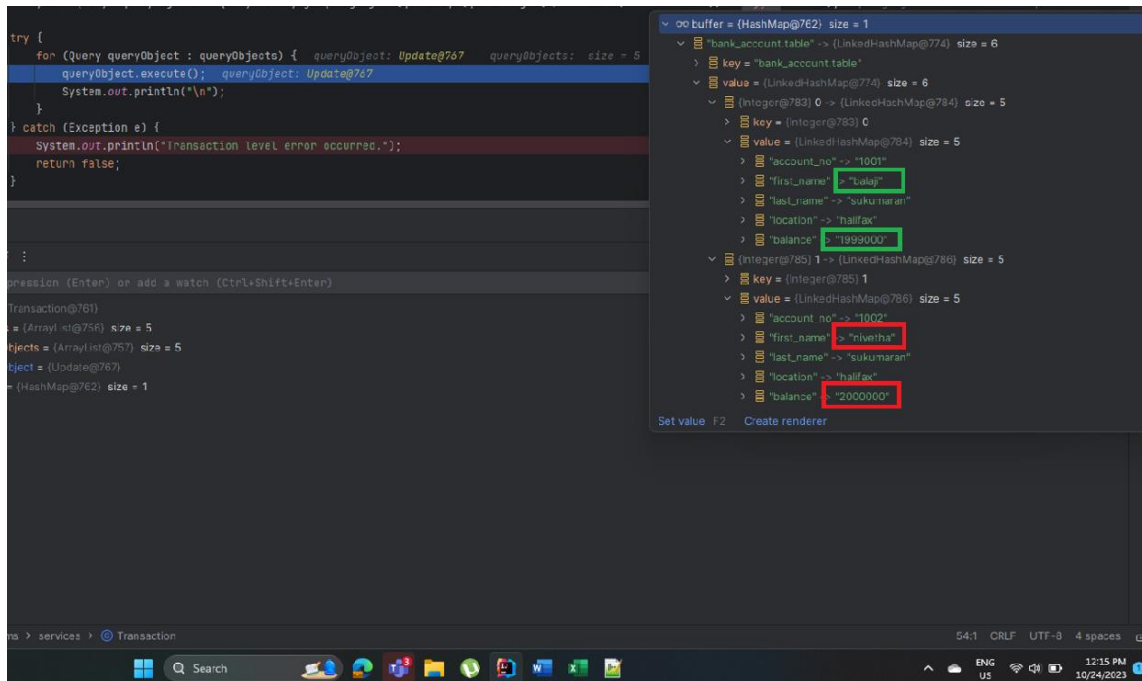 try {
for (Query queryObject : queryObjects) { queryObject: Update@767 queryObjects: size = 5
queryObject.execute(); queryObject: Update@767
System.out.println("\n");
}
} catch (Exception e) {
System.out.println("Transaction level error occurred.");
return false;
}
pression (Enter) or add a watch (Ctrl+Shift+Enter)
Transaction@761}
s = {ArrayList@756} size = 5
bjects = {ArrayList@757} size = 5
bject = {Update@767}
= {HashMap@762} size = 1
buffer = {HashMap@762} size = 1
"bank_account.table" -> {LinkedHashMap@774} size = 6
key = "bank_account.table"
value = {LinkedHashMap@774} size = 6
{Integer@783} 0 -> {LinkedHashMap@784} size = 5
key = {Integer@783} 0
value = {LinkedHashMap@784} size = 5
"account_no" -> "1001"
"first_name" -> "balaji"
"last_name" -> "sukumaran"
"location" -> "halifax"
"balance" -> "1999000"
{Integer@785} 1 -> {LinkedHashMap@786} size = 5
key = {Integer@785} 1
value = {LinkedHashMap@786} size = 5
"account_no" -> "1002"
"first_name" -> "nivetha"
"last_name" -> "sukumaran"
"location" -> "halifax"
"balance" -> "2000000"
Set value F2 Create renderer
ms > services > Transaction
54:1 CRLF UTF-8 4 spaces
Search
3
ENG
US
12:15 PM
10/24/2023